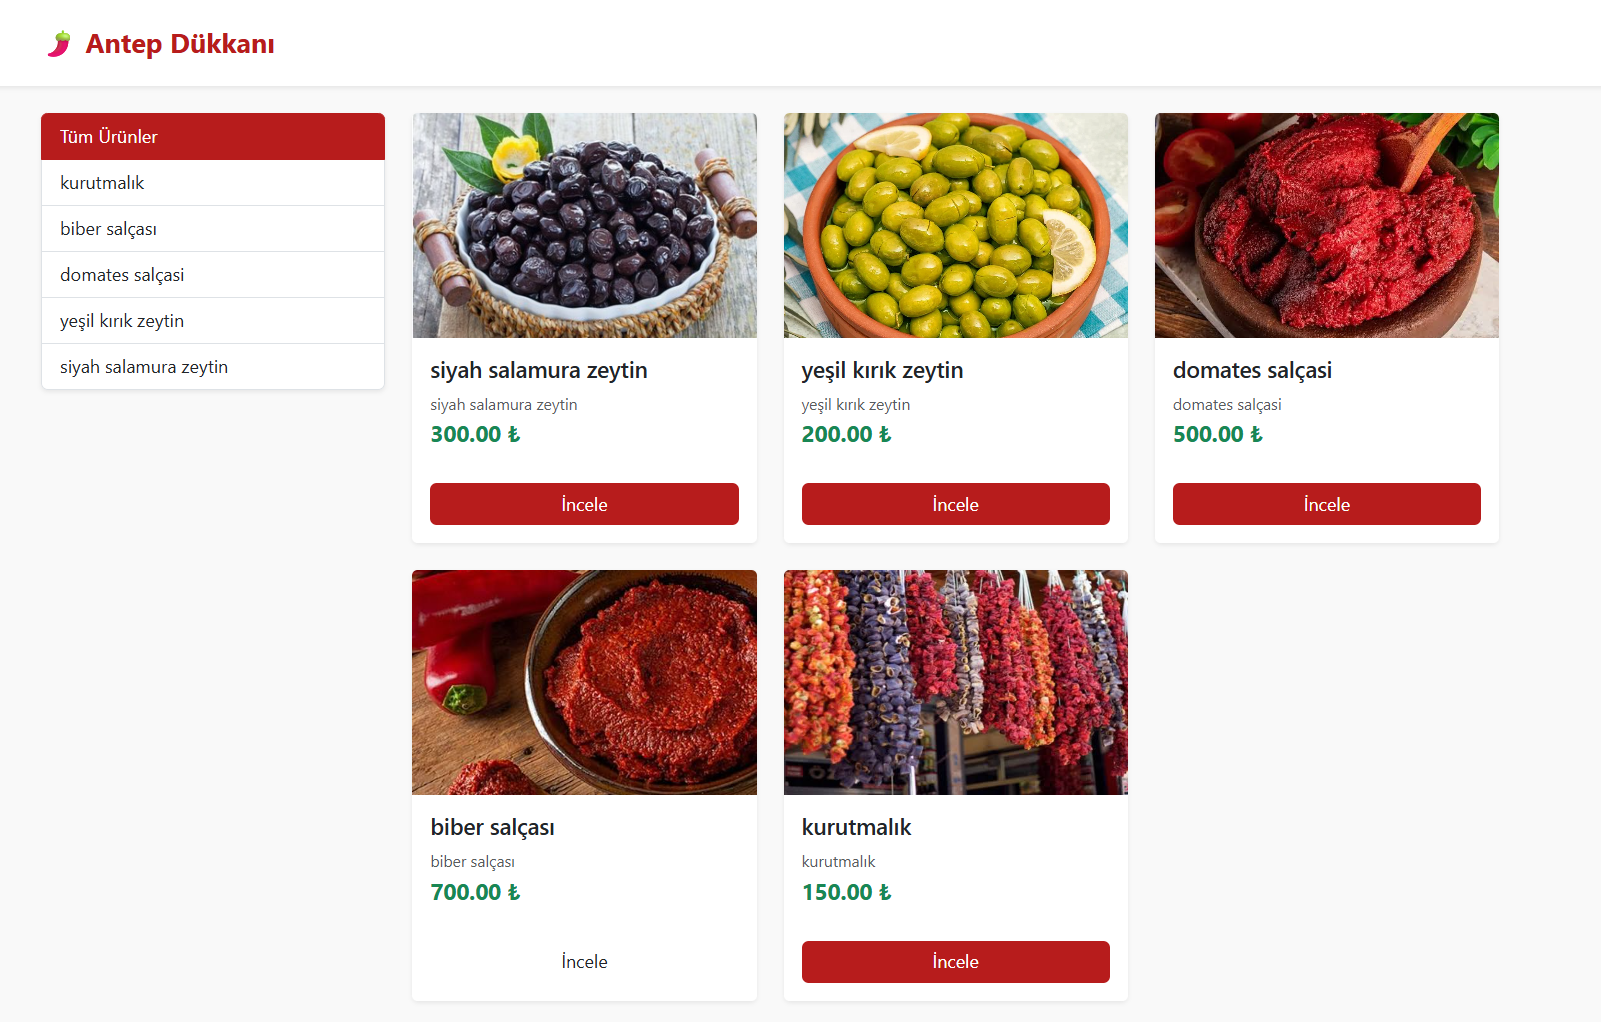 Antep Dükkanı
Tüm Ürünler
kurutmalık
biber salçası
domates salçasi
yeşil kırık zeytin
siyah salamura zeytin
siyah salamura zeytin
siyah salamura zeytin
300.00 ₺
İncele
yeşil kırık zeytin
yeşil kırık zeytin
200.00 ₺
İncele
domates salçasi
domates salçasi
500.00 ₺
İncele
biber salçası
biber salçası
700.00 ₺
İncele
kurutmalık
kurutmalık
150.00 ₺
İncele